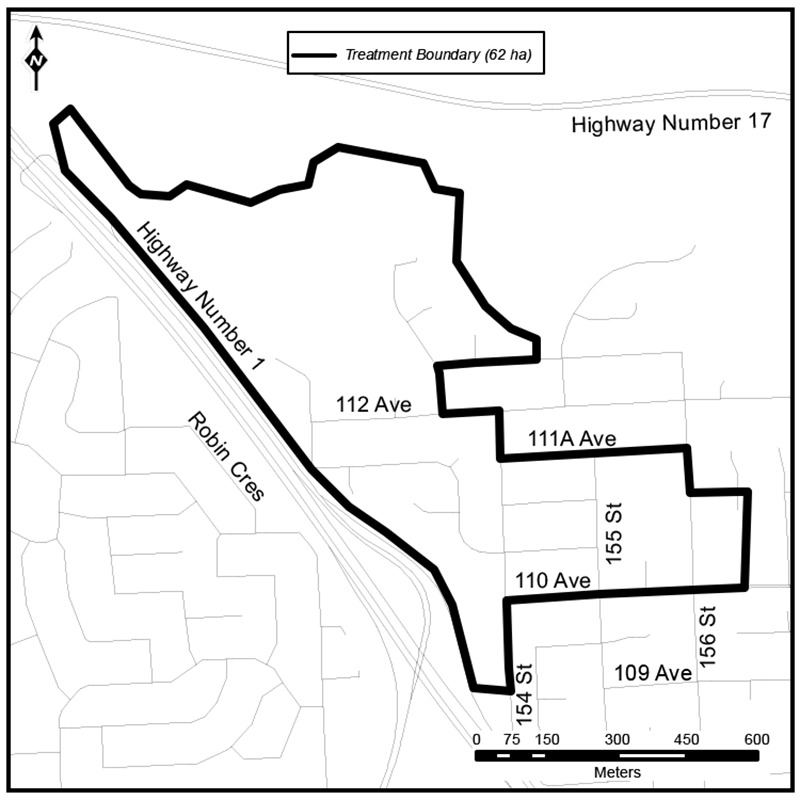 Treatment Boundary (62 ha)
N
Highway Number 17
Highway Number 1
112 Ave
Robin Cres
111A Ave
155 St
110 Ave
156 St
109 Ave
154 St
0 75 150 300 450 600
Meters